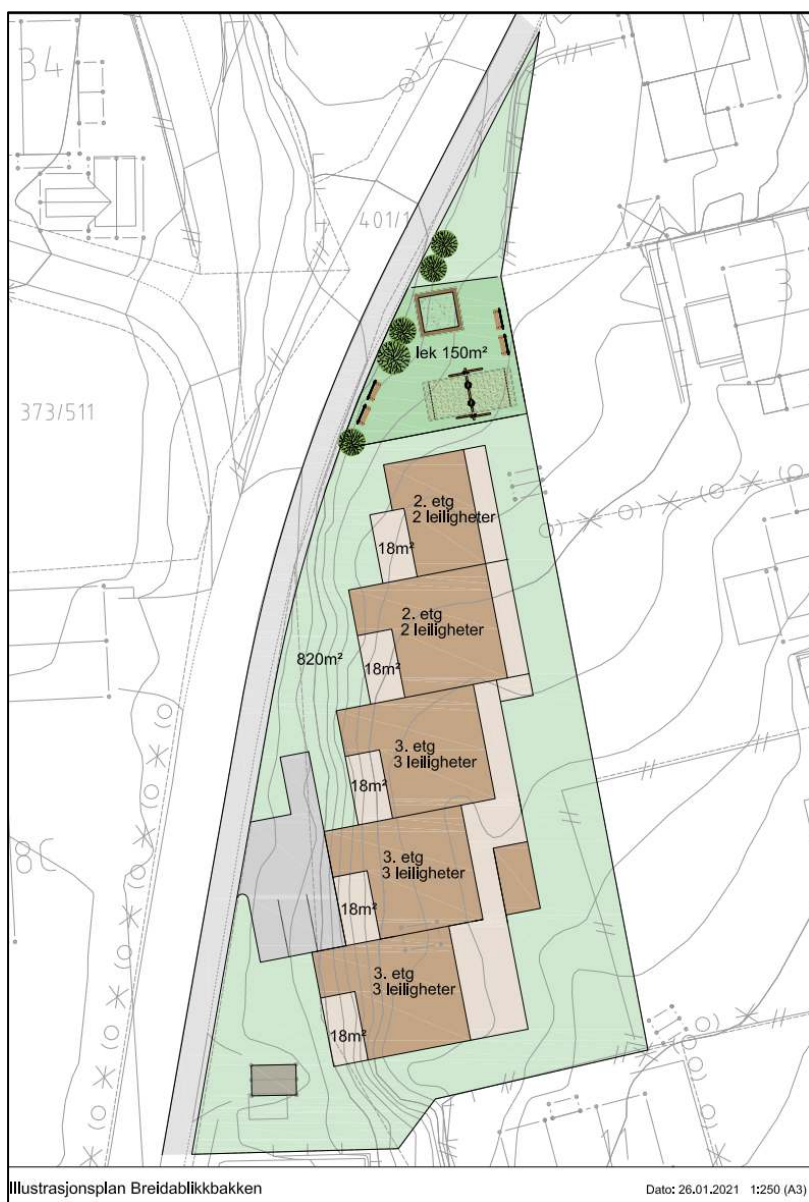 34
401/1
3
lek 150m²
373/511
2. etg
2 leiligheter
18m²
2. etg
2 leiligheter
820m²
18m²
3. etg
3 leiligheter
18m²
8C
3. etg
3 leiligheter
18m²
3. etg
3 leiligheter
18m²
Illustrasjonsplan Breidablikkbakken
Dato: 26.01.2021 1:250 (A3)